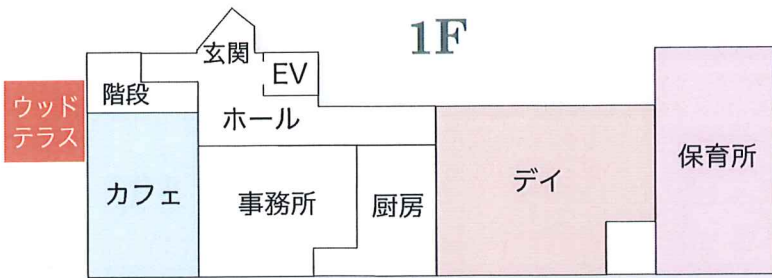 1F
玄関
EV
ウッド
テラス
階段
ホール
カフェ
事務所
厨房
デイ
保育所